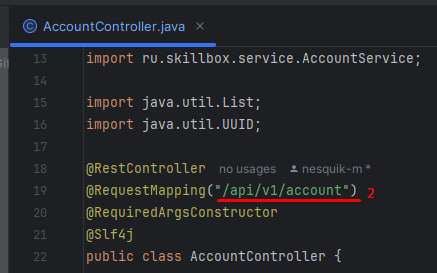 AccountController.java ×
13 import ru.skillbox.service.AccountService;
14
15 import java.util.List;
16 import java.util.UUID;
17
18 @RestController no usages nesquik-m *
19 @RequestMapping("/api/v1/account") 2
20 @RequiredArgsConstructor
21 @Slf4j
22 public class AccountController {